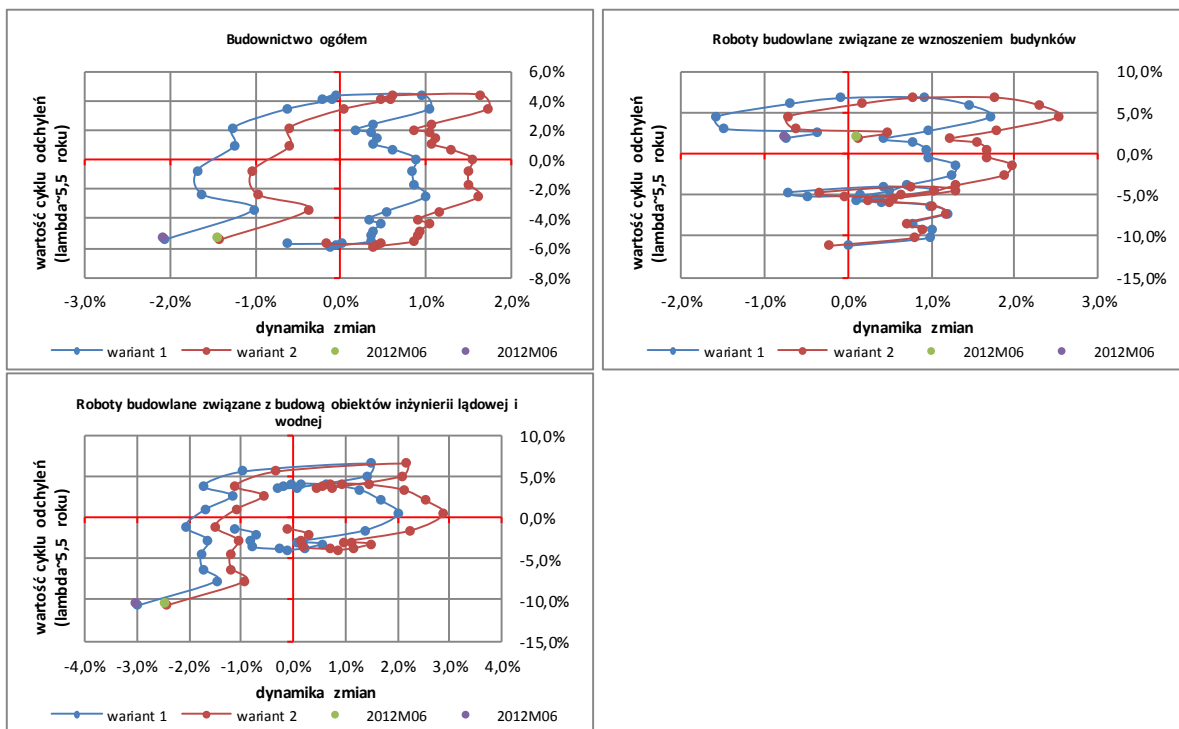 Budownictwo ogółem
6,0%
4,0%
2,0%
0,0%
-2,0%
-4,0%
-6,0%
-8,0%
wartość cyklu odchyleń
(lambda~5,5 roku)
-3,0% -2,0% -1,0% 0,0% 1,0% 2,0%
dynamika zmian
wariant 1 wariant 2 2012M06 2012M06
Roboty budowlane związane ze wznoszeniem budynków
10,0%
5,0%
0,0%
-5,0%
-10,0%
-15,0%
wartość cyklu odchyleń
(lambda~5,5 roku)
-2,0% -1,0% 0,0% 1,0% 2,0% 3,0%
dynamika zmian
wariant 1 wariant 2 2012M06 2012M06
Roboty budowlane związane z budową obiektów inżynierii lądowej i
wodnej
10,0%
5,0%
0,0%
-5,0%
-10,0%
-15,0%
wartość cyklu odchyleń
(lambda~5,5 roku)
-4,0% -3,0% -2,0% -1,0% 0,0% 1,0% 2,0% 3,0% 4,0%
dynamika zmian
wariant 1 wariant 2 2012M06 2012M06